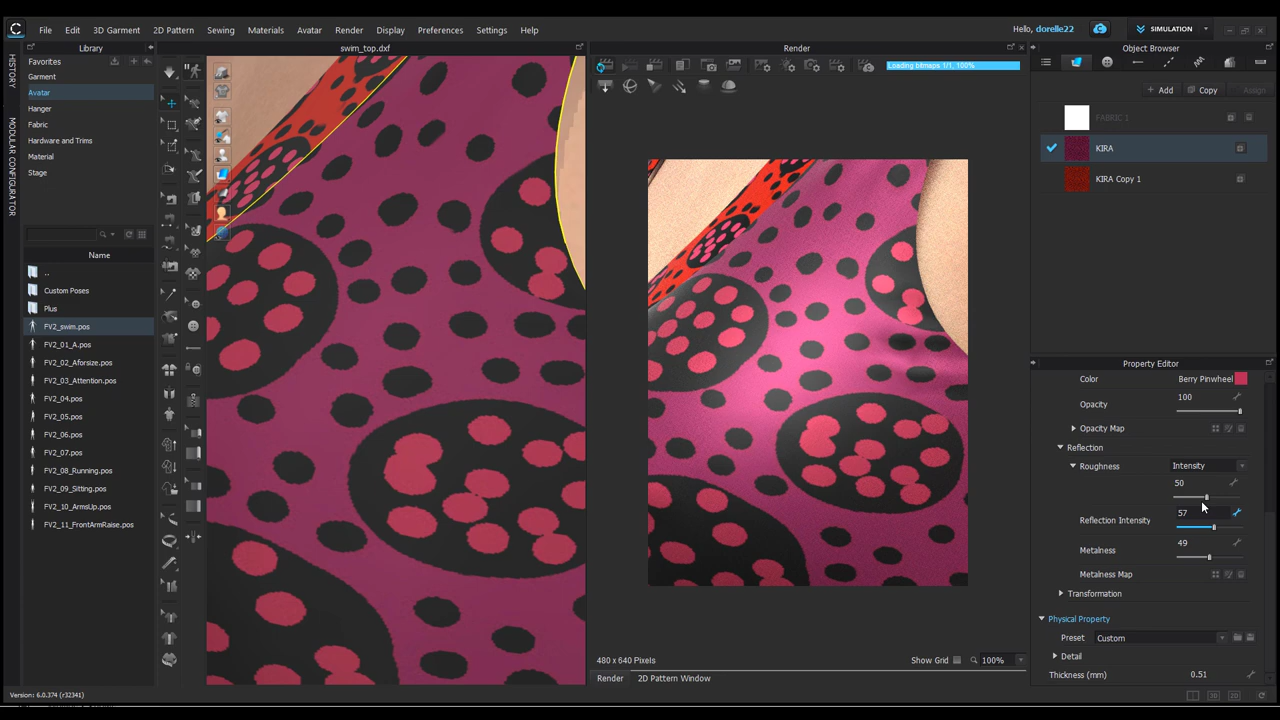 C File Edit 3D Garment 2D Pattern Sewing Materials Avatar Render Display Preferences Settings Help Hello, dorelle22 SIMULATION
HISTORY
MODULAR CONFIGURATOR
Library
Favorites
Garment
Avatar
Hanger
Fabric
Hardware and Trims
Material
Stage
Name
..
Custom Poses
Plus
FV2_swim.pos
FV2_01_A.pos
FV2_02_Aforsize.pos
FV2_03_Attention.pos
FV2_04.pos
FV2_05.pos
FV2_06.pos
FV2_07.pos
FV2_08_Running.pos
FV2_09_Sitting.pos
FV2_10_ArmsUp.pos
FV2_11_FrontArmRaise.pos
swim_top.dxf
Render
Loading bitmaps 1/1, 100%
480 x 640 Pixels Show Grid 100%
Render 2D Pattern Window
Object Browser
+ Add Copy Assign
FABRIC 1
KIRA
KIRA Copy 1
Property Editor
Color Berry Pinwheel
Opacity 100
Opacity Map
Reflection
Roughness Intensity
50
Reflection Intensity 57
Metalness 49
Metalness Map
Transformation
Physical Property
Preset Custom
Detail
Thickness (mm) 0.51
Version: 6.0.374 (r32341) 3D 2D